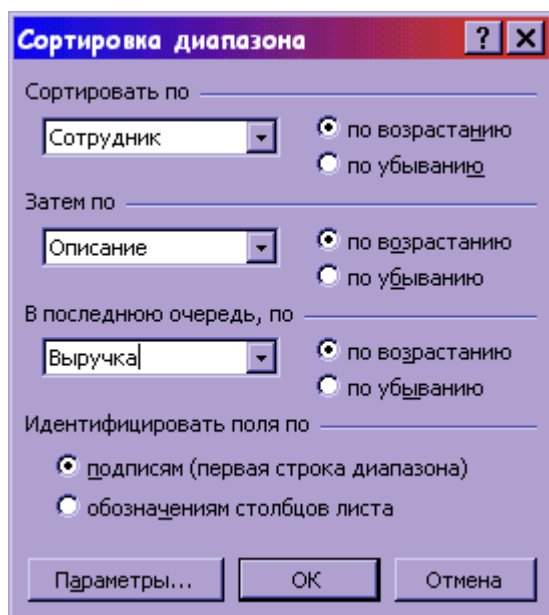 Сортировка диапазона
Сортировать по
Сотрудник
по возрастанию
по убыванию
Затем по
Описание
по возрастанию
по убыванию
В последнюю очередь, по
Выручка
по возрастанию
по убыванию
Идентифицировать поля по
подписям (первая строка диапазона)
обозначениям столбцов листа
Параметры... ОК Отмена